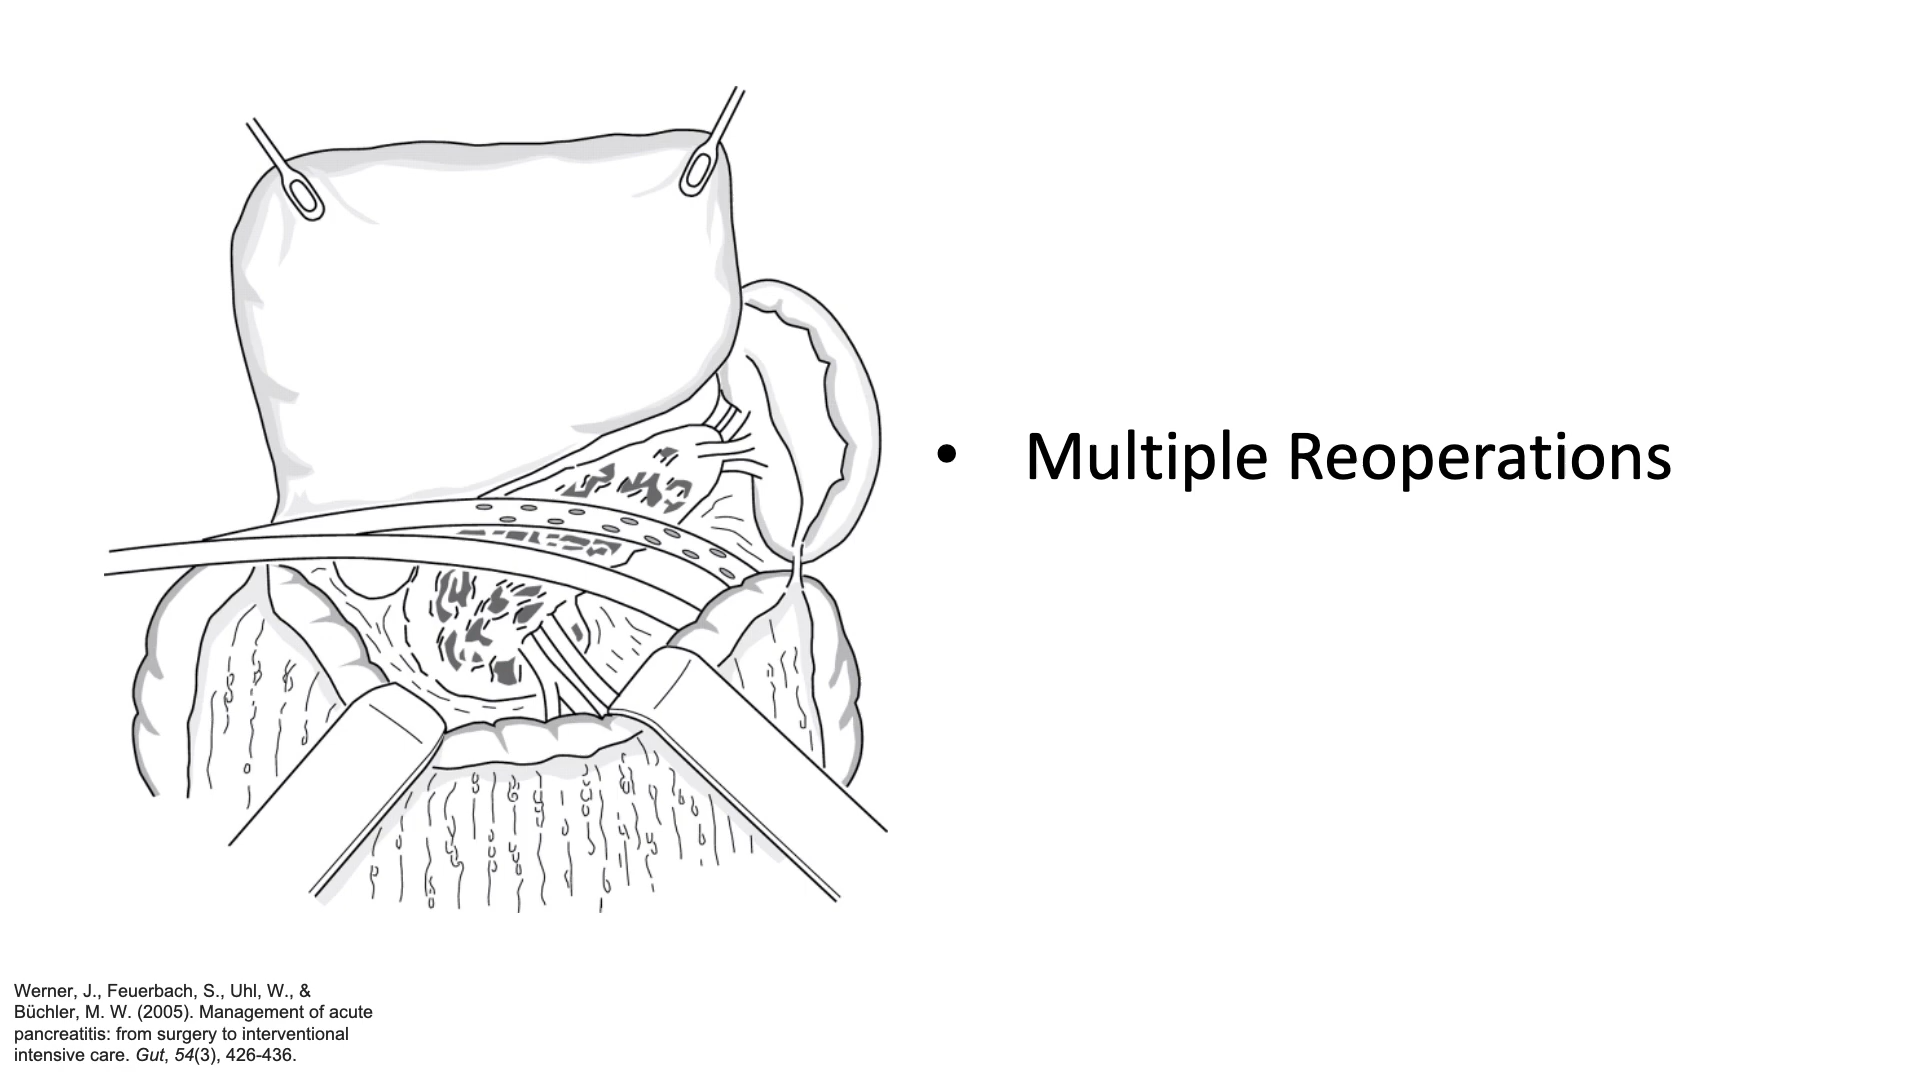 • Multiple Reoperations
Werner, J., Feuerbach, S., Uhl, W., &
Büchler, M. W. (2005). Management of acute
pancreatitis: from surgery to interventional
intensive care. Gut, 54(3), 426-436.